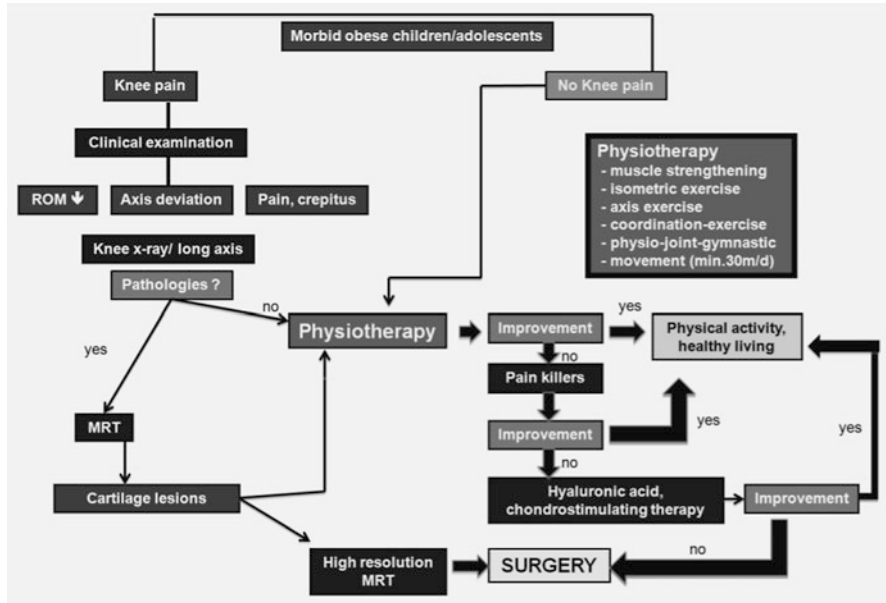 Morbid obese children/adolescents
Knee pain
No Knee pain
Clinical examination
ROM
Axis deviation
Pain, crepitus
Physiotherapy
- muscle strengthening
- isometric exercise
- axis exercise
- coordination-exercise
- physio-joint-gymnastic
- movement (min.30m/d)
Knee x-ray/ long axis
Pathologies ?
no
yes
Physiotherapy
Improvement
yes
Physical activity,
healthy living
no
Pain killers
MRT
Improvement
yes
yes
no
Cartilage lesions
Hyaluronic acid,
chondrostimulating therapy
Improvement
no
High resolution
MRT
SURGERY